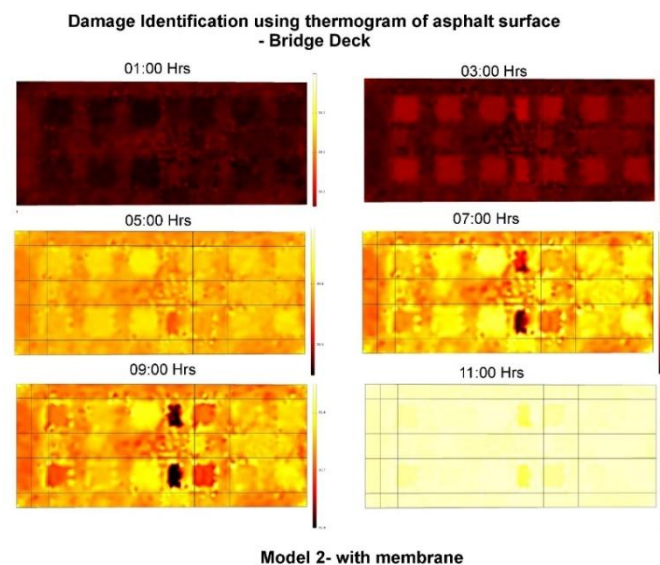 Damage Identification using thermogram of asphalt surface
- Bridge Deck
01:00 Hrs
03:00 Hrs
05:00 Hrs
07:00 Hrs
09:00 Hrs
11:00 Hrs
Model 2- with membrane